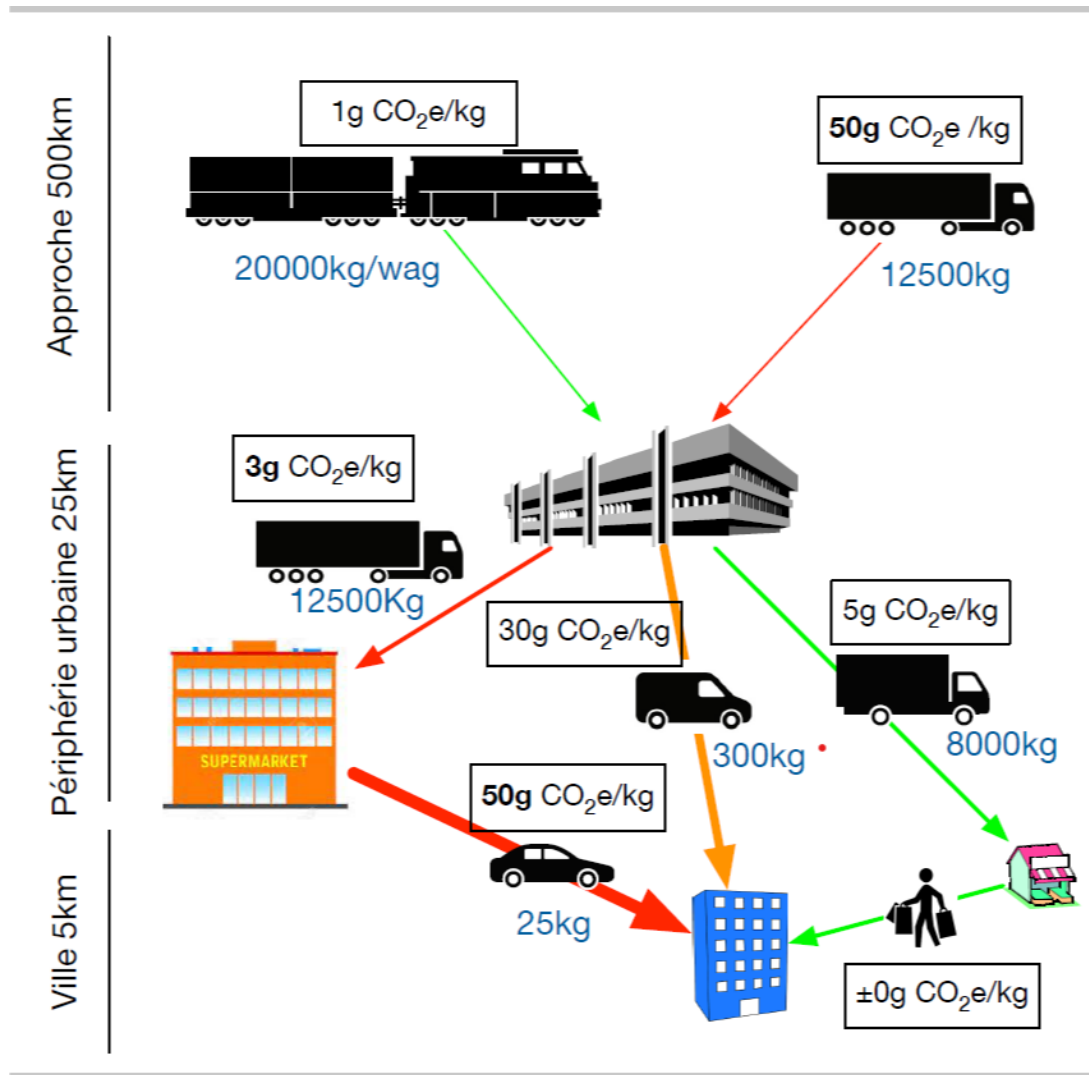 Approche 500km
1g CO₂e/kg
50g CO₂e /kg
20000kg/wag
12500kg
Périphérie urbaine 25km
3g CO₂e/kg
12500Kg
30g CO₂e/kg
5g CO₂e/kg
SUPERMARKET
300kg
8000kg
50g CO₂e/kg
Ville 5km
25kg
±0g CO₂e/kg